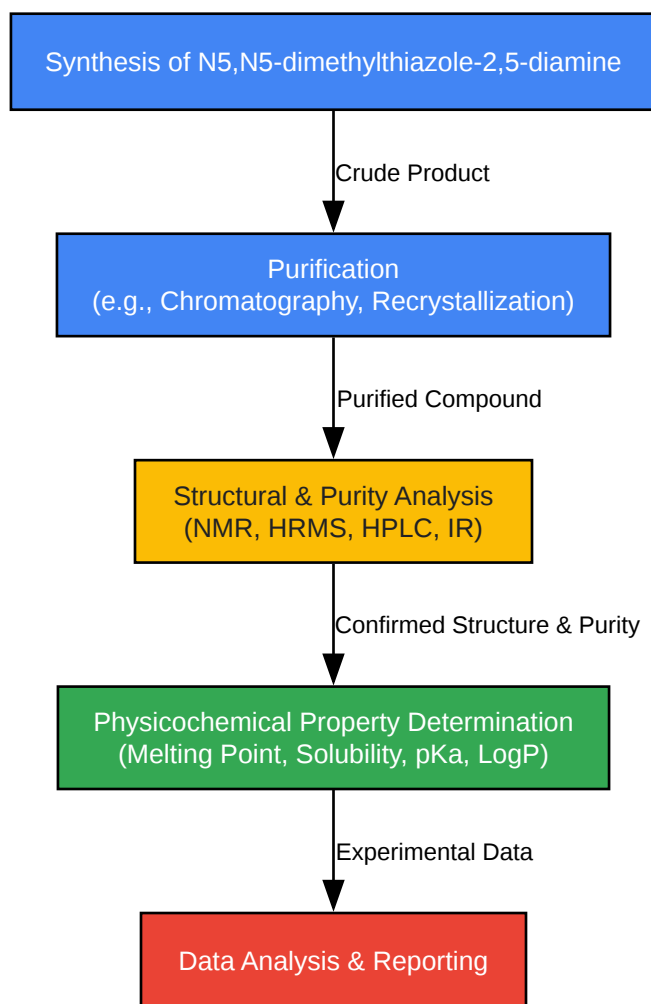 Synthesis of N5,N5-dimethylthiazole-2,5-diamine
Crude Product
Purification
(e.g., Chromatography, Recrystallization)
Purified Compound
Structural & Purity Analysis
(NMR, HRMS, HPLC, IR)
Confirmed Structure & Purity
Physicochemical Property Determination
(Melting Point, Solubility, pKa, LogP)
Experimental Data
Data Analysis & Reporting